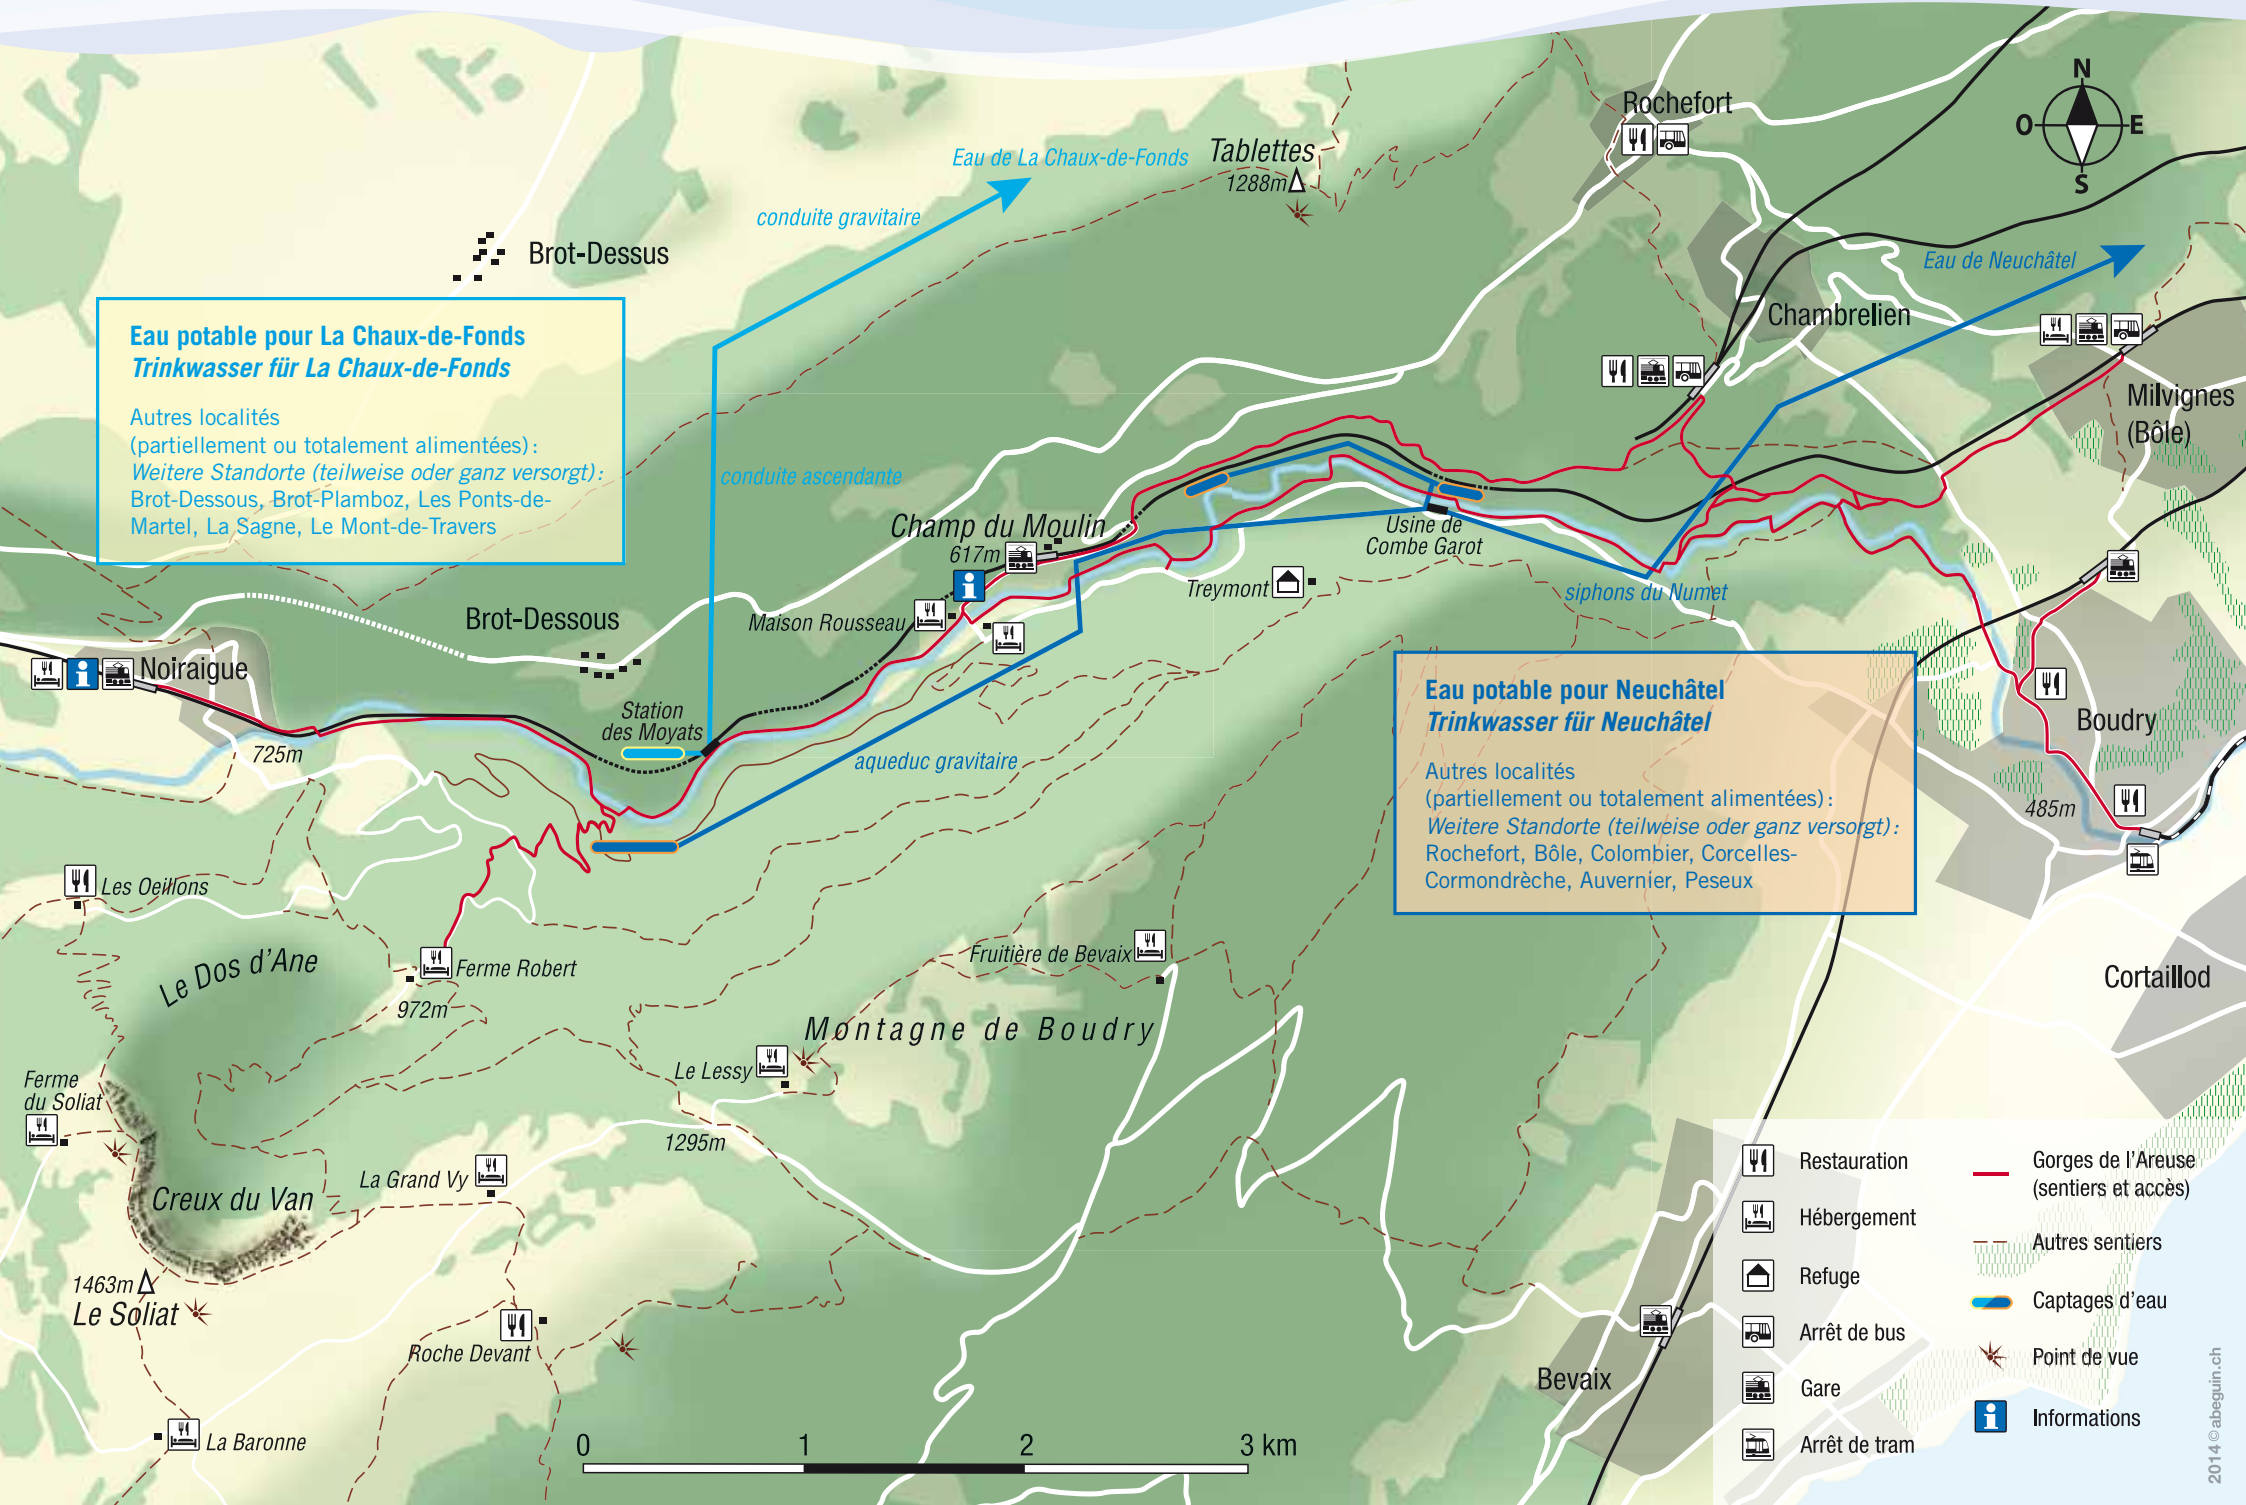 N
O
E
S
Rochefort
Eau de La Chaux-de-Fonds
Tablettes
1288m
conduite gravitaire
Brot-Dessus
Eau de Neuchâtel
Chambrelien
Eau potable pour La Chaux-de-Fonds
Trinkwasser für La Chaux-de-Fonds
Autres localités
(partiellement ou totalement alimentées) :
Weitere Standorte (teilweise oder ganz versorgt) :
Brot-Dessous, Brot-Plamboz, Les Ponts-de-
Martel, La Sagne, Le Mont-de-Travers
Milvignes
(Bôle)
conduite ascendante
Champ du Moulin
617m
Usine de
Combe Garot
Treymont
siphons du Numet
Brot-Dessous
Maison Rousseau
Noiraigue
725m
Station
des Moyats
aqueduc gravitaire
Eau potable pour Neuchâtel
Trinkwasser für Neuchâtel
Autres localités
(partiellement ou totalement alimentées) :
Weitere Standorte (teilweise oder ganz versorgt) :
Rochefort, Bôle, Colombier, Corcelles-
Cormondrèche, Auvernier, Peseux
Boudry
485m
Les Oeillons
Le Dos d'Ane
Ferme Robert
972m
Fruitière de Bevaix
Cortaillod
Montagne de Boudry
Le Lessy
Ferme
du Soliat
1295m
La Grand Vy
Creux du Van
1463m
Le Soliat
Roche Devant
La Baronne
Bevaix
0 1 2 3 km
Restauration
Hébergement
Refuge
Arrêt de bus
Gare
Arrêt de tram
Gorges de l'Areuse
(sentiers et accès)
Autres sentiers
Captages d'eau
Point de vue
i Informations
2014 © abeguin.ch